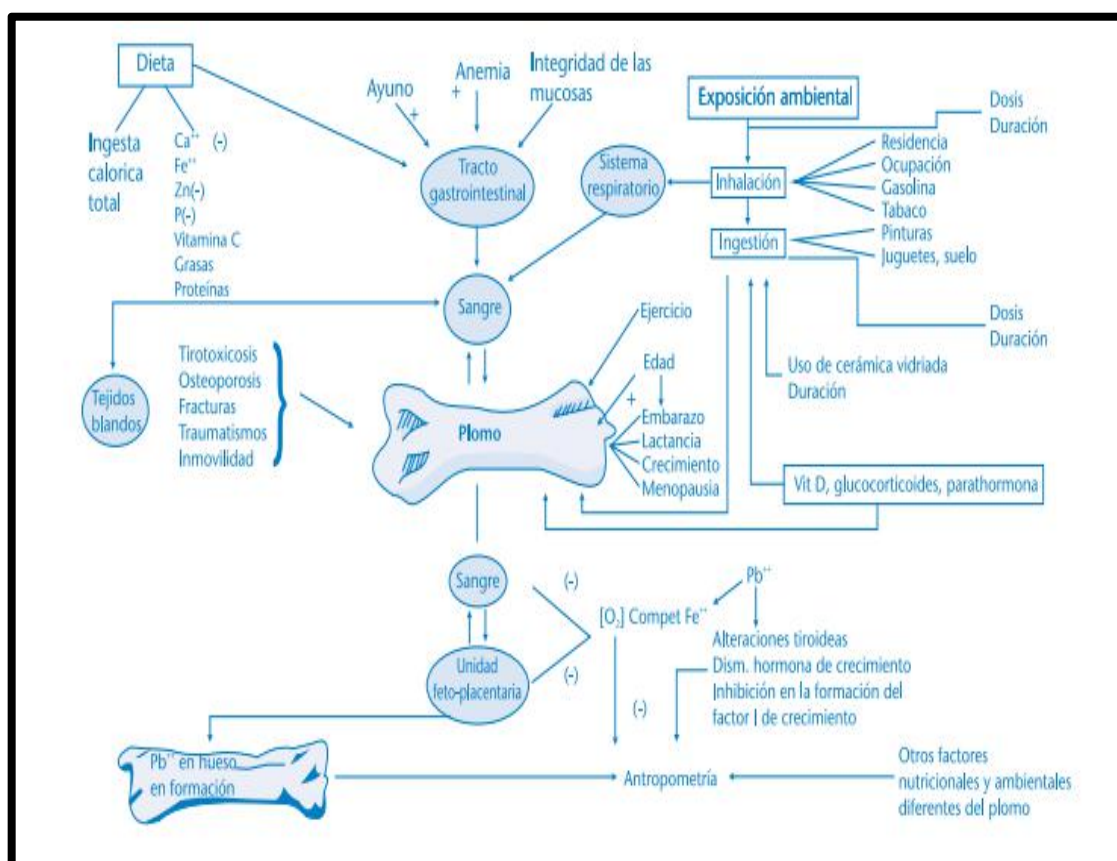 Dieta
Ingesta
calorica
total
Ca⁺⁺ (-)
Fe⁺⁺
Zn(-)
P(-)
Vitamina C
Grasas
Proteínas
Ayuno
+
Anemia
+
Integridad de las
mucosas
Tracto
gastrointestinal
Sistema
respiratorio
Exposición ambiental
Inhalación
Ingestión
Dosis
Duración
Residencia
Ocupación
Gasolina
Tabaco
Pinturas
Juguetes, suelo
Dosis
Duración
Uso de cerámica vidriada
Duración
Sangre
Tejidos
blandos
Tirotoxicosis
Osteoporosis
Fracturas
Traumatismos
Inmovilidad
Plomo
Ejercicio
Edad
+
Embarazo
Lactancia
Crecimiento
Menopausia
Vit D, glucocorticoides, parathormona
Sangre
(-)
Unidad
feto-placentaria
(-)
[O₂] Compet Fe⁺⁺
Pb⁺⁺
Alteraciones tiroideas
Dism. hormona de crecimiento
Inhibición en la formación del
factor I de crecimiento
(-)
Pb⁺⁺ en hueso
en formación
Antropometría
Otros factores
nutricionales y ambientales
diferentes del plomo